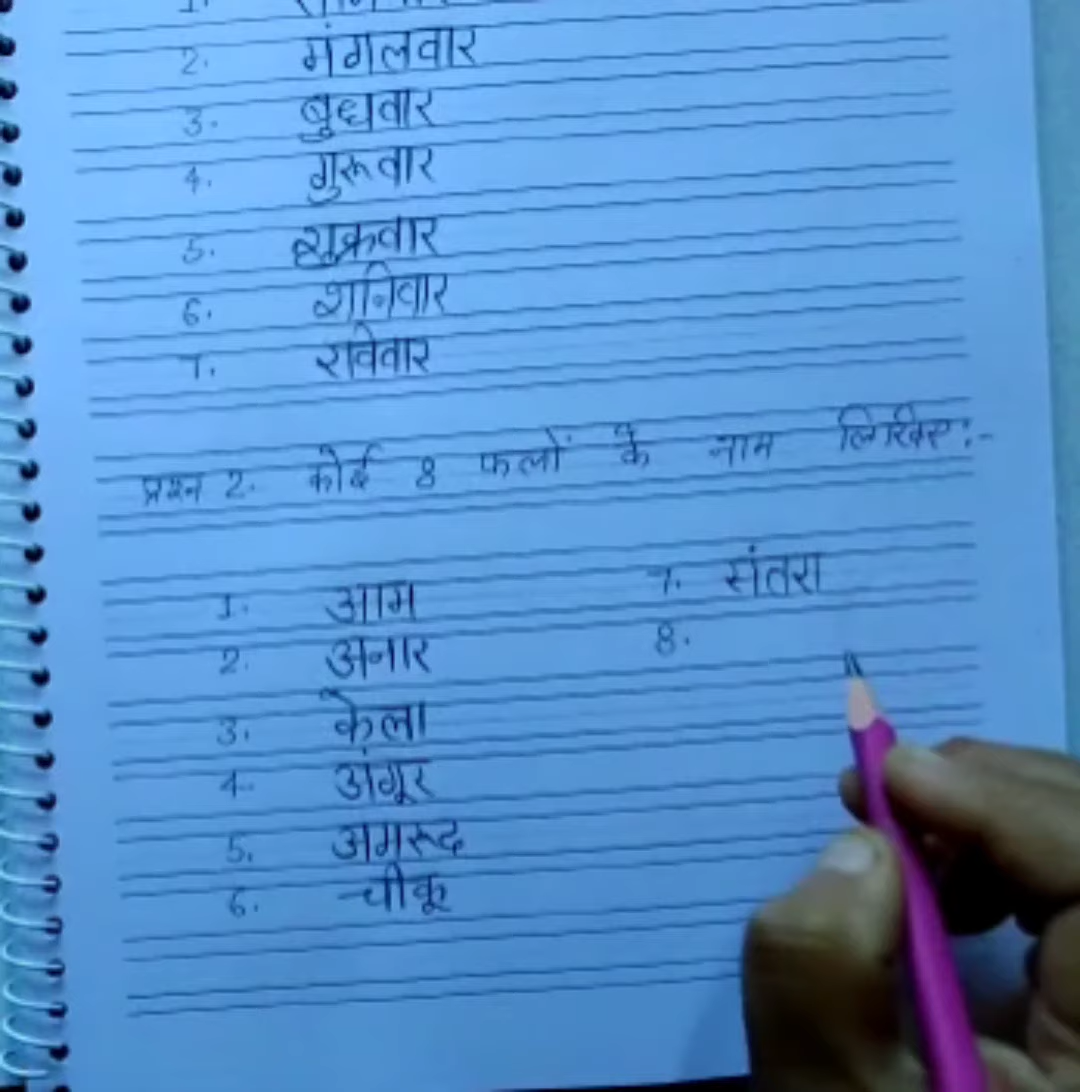 1.
2. मंगलवार
3. बुधवार
4. गुरूवार
5. शुक्रवार
6. शनिवार
7. रविवार
प्रश्न 2. कोई 8 फलों के नाम लिखिए :-
1. आम
2. अनार
3. केला
4. अंगूर
5. अमरूद
6. चीकू
7. संतरा
8.